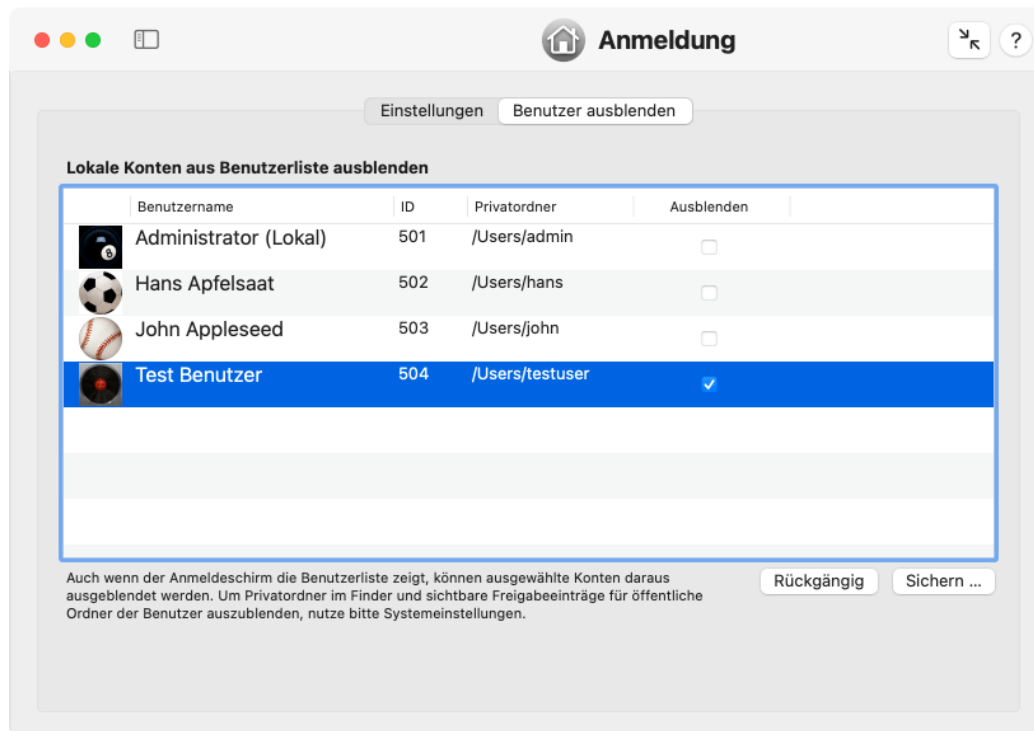 Anmeldung
?
Einstellungen Benutzer ausblenden
Lokale Konten aus Benutzerliste ausblenden
Benutzername ID Privatordner Ausblenden
Administrator (Lokal) 501 /Users/admin
Hans Apfelsaat 502 /Users/hans
John Appleseed 503 /Users/john
Test Benutzer 504 /Users/testuser
Auch wenn der Anmeldeschirm die Benutzerliste zeigt, können ausgewählte Konten daraus
ausgeblendet werden. Um Privatordner im Finder und sichtbare Freigabeeinträge für öffentliche
Ordner der Benutzer auszublenden, nutze bitte Systemeinstellungen.
Rückgängig Sichern ...